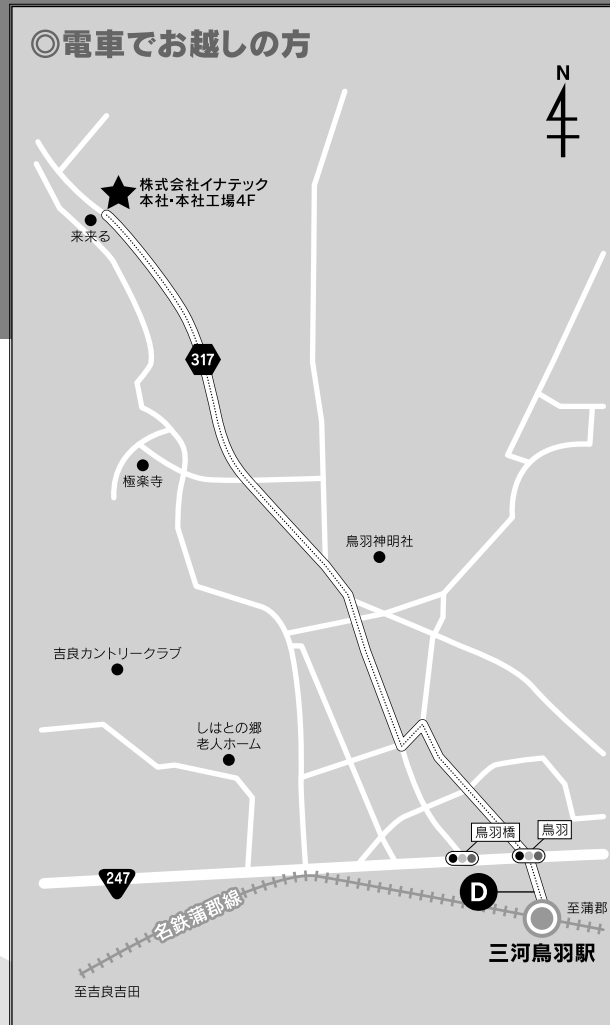 ◎電車でお越しの方
N
株式会社イナテック
本社・本社工場4F
来来る
317
極楽寺
鳥羽神明社
吉良カントリークラブ
しはとの郷
老人ホーム
鳥羽橋
鳥羽
247
D
名鉄蒲郡線
至蒲郡
三河鳥羽駅
至吉良吉田